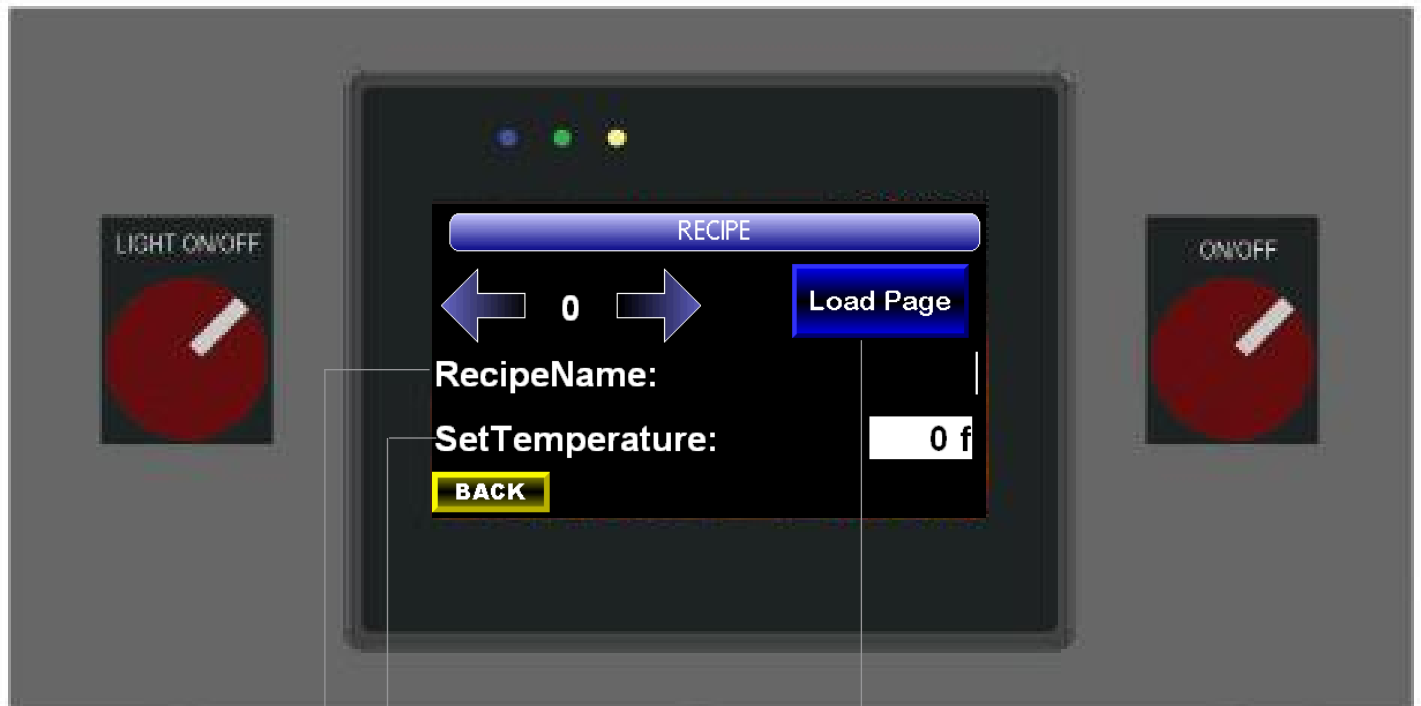 RECIPE
LIGHT ON/OFF
ON/OFF
0
Load Page
RecipeName:
SetTemperature:
0 f
BACK